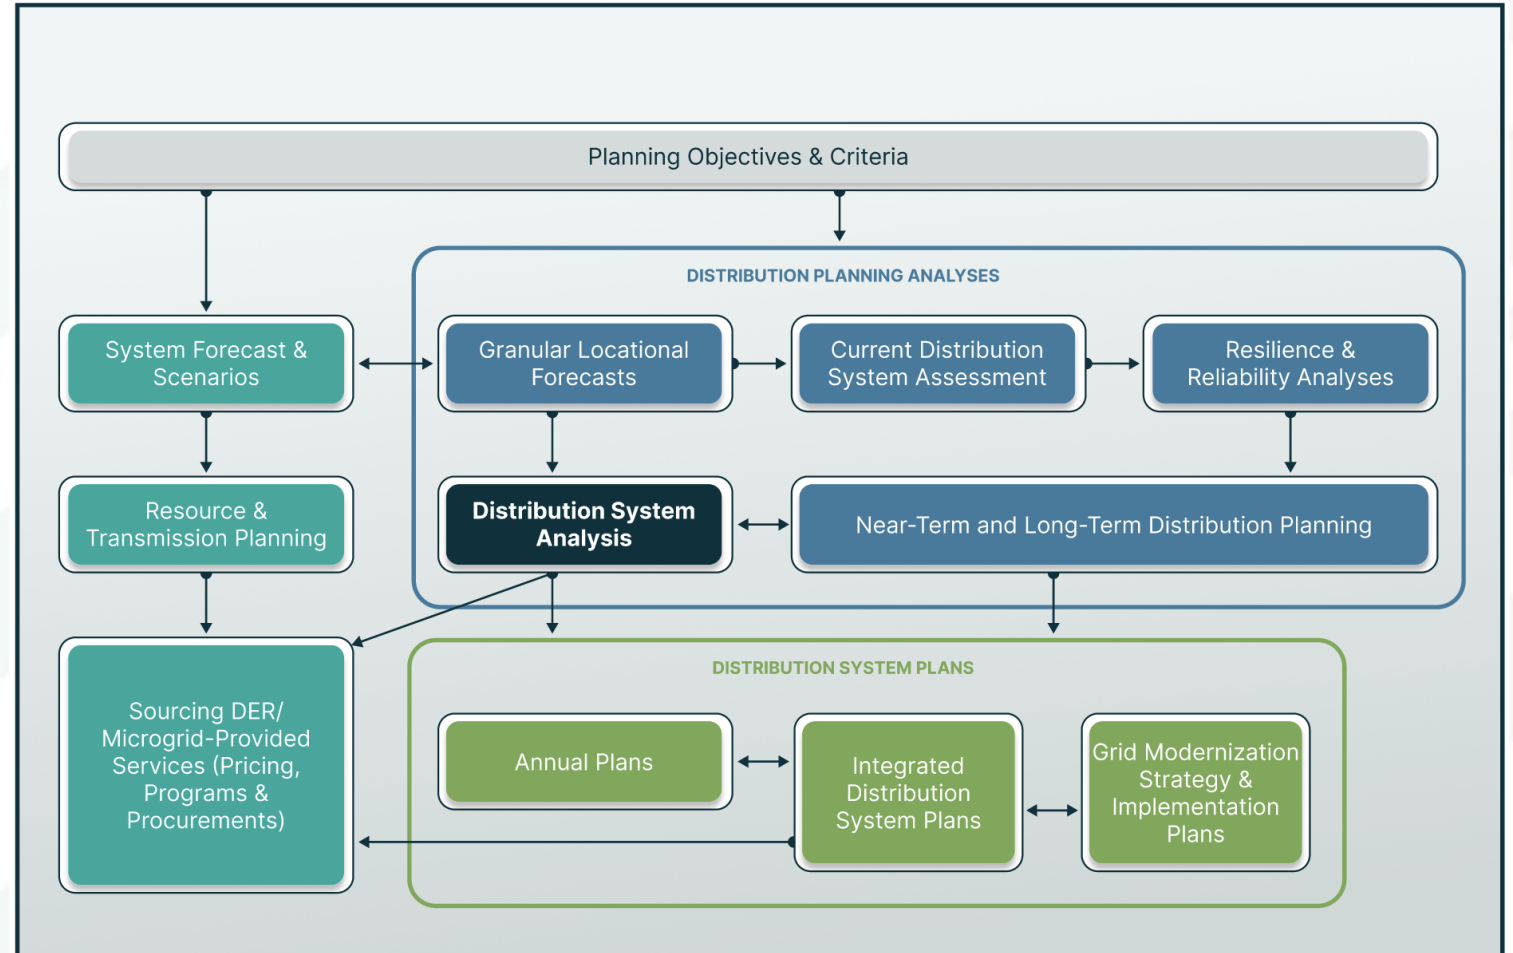 Planning Objectives & Criteria
DISTRIBUTION PLANNING ANALYSES
System Forecast &
Scenarios
Granular Locational
Forecasts
Current Distribution
System Assessment
Resilience &
Reliability Analyses
Resource &
Transmission Planning
Distribution System
Analysis
Near-Term and Long-Term Distribution Planning
Sourcing DER/
Microgrid-Provided
Services (Pricing,
Programs &
Procurements)
DISTRIBUTION SYSTEM PLANS
Annual Plans
Integrated
Distribution
System Plans
Grid Modernization
Strategy &
Implementation
Plans